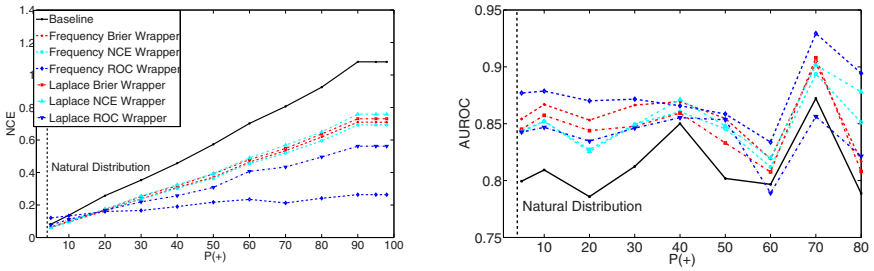 Baseline
Frequency Brier Wrapper
Frequency NCE Wrapper
Frequency ROC Wrapper
Laplace Brier Wrapper
Laplace NCE Wrapper
Laplace ROC Wrapper
NCE
1.4
1.2
1
0.8
0.6
0.4
0.2
0
Natural Distribution
0 10 20 30 40 50 60 70 80 90 100
P(+)
AUROC
0.95
0.9
0.85
0.8
0.75
Natural Distribution
10 20 30 40 50 60 70 80
P(+)